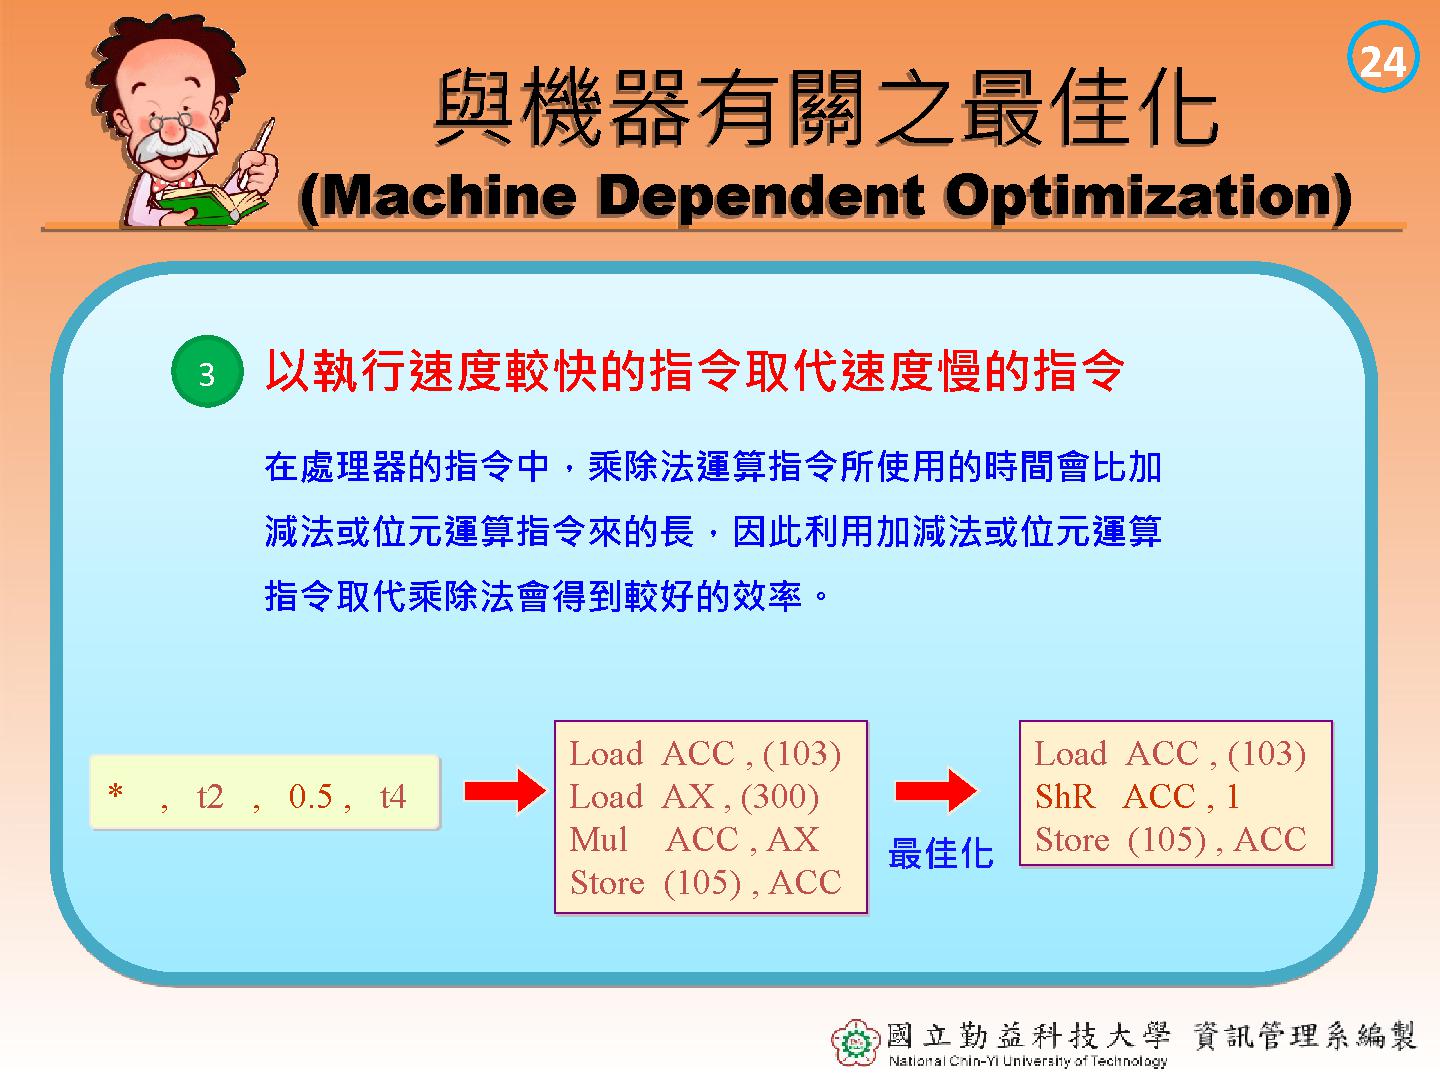 24
與機器有關之最佳化
(Machine Dependent Optimization)
3 以執行速度較快的指令取代速度慢的指令
在處理器的指令中，乘除法運算指令所使用的時間會比加
減法或位元運算指令來的長，因此利用加減法或位元運算
指令取代乘除法會得到較好的效率。
* , t2 , 0.5 , t4
Load ACC , (103)
Load AX , (300)
Mul ACC , AX
Store (105) , ACC
最佳化
Load ACC , (103)
ShR ACC , 1
Store (105) , ACC
國立勤益科技大學 資訊管理系編製
National Chin-Yi University of Technology